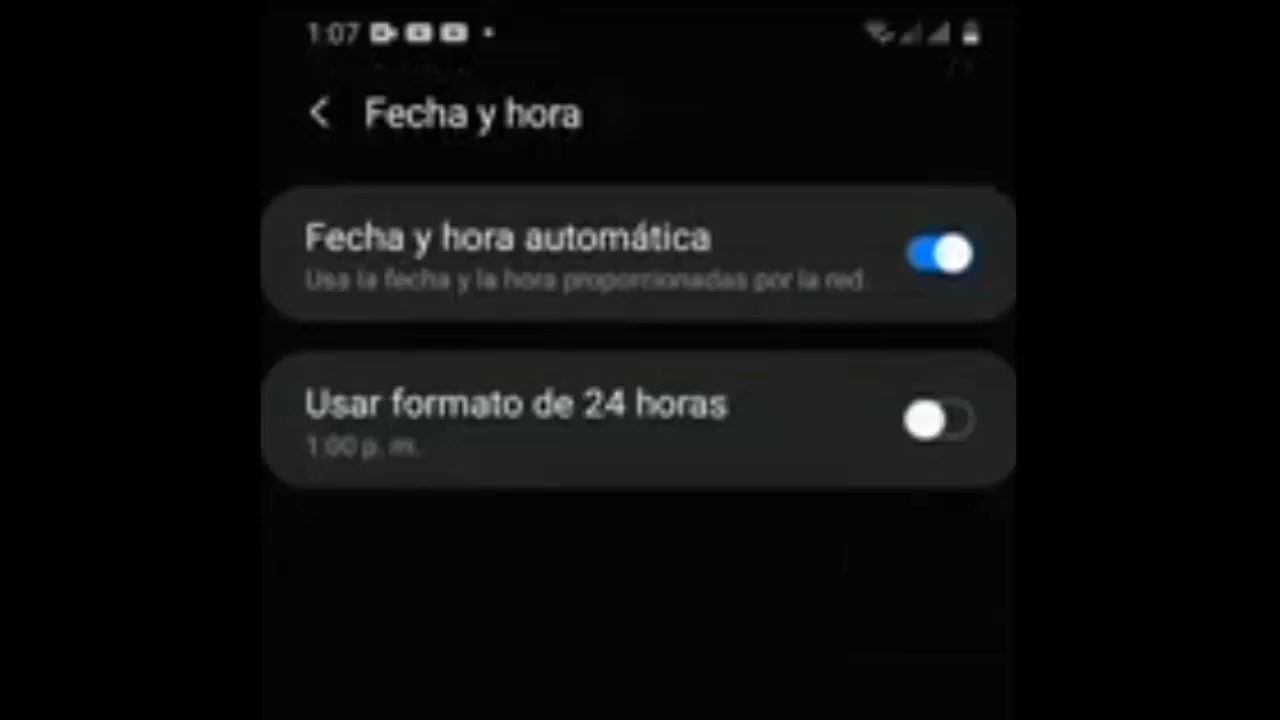 1:07
Fecha y hora
Fecha y hora automática
Usa la fecha y la hora proporcionadas por la red.
Usar formato de 24 horas
1:00 p. m.